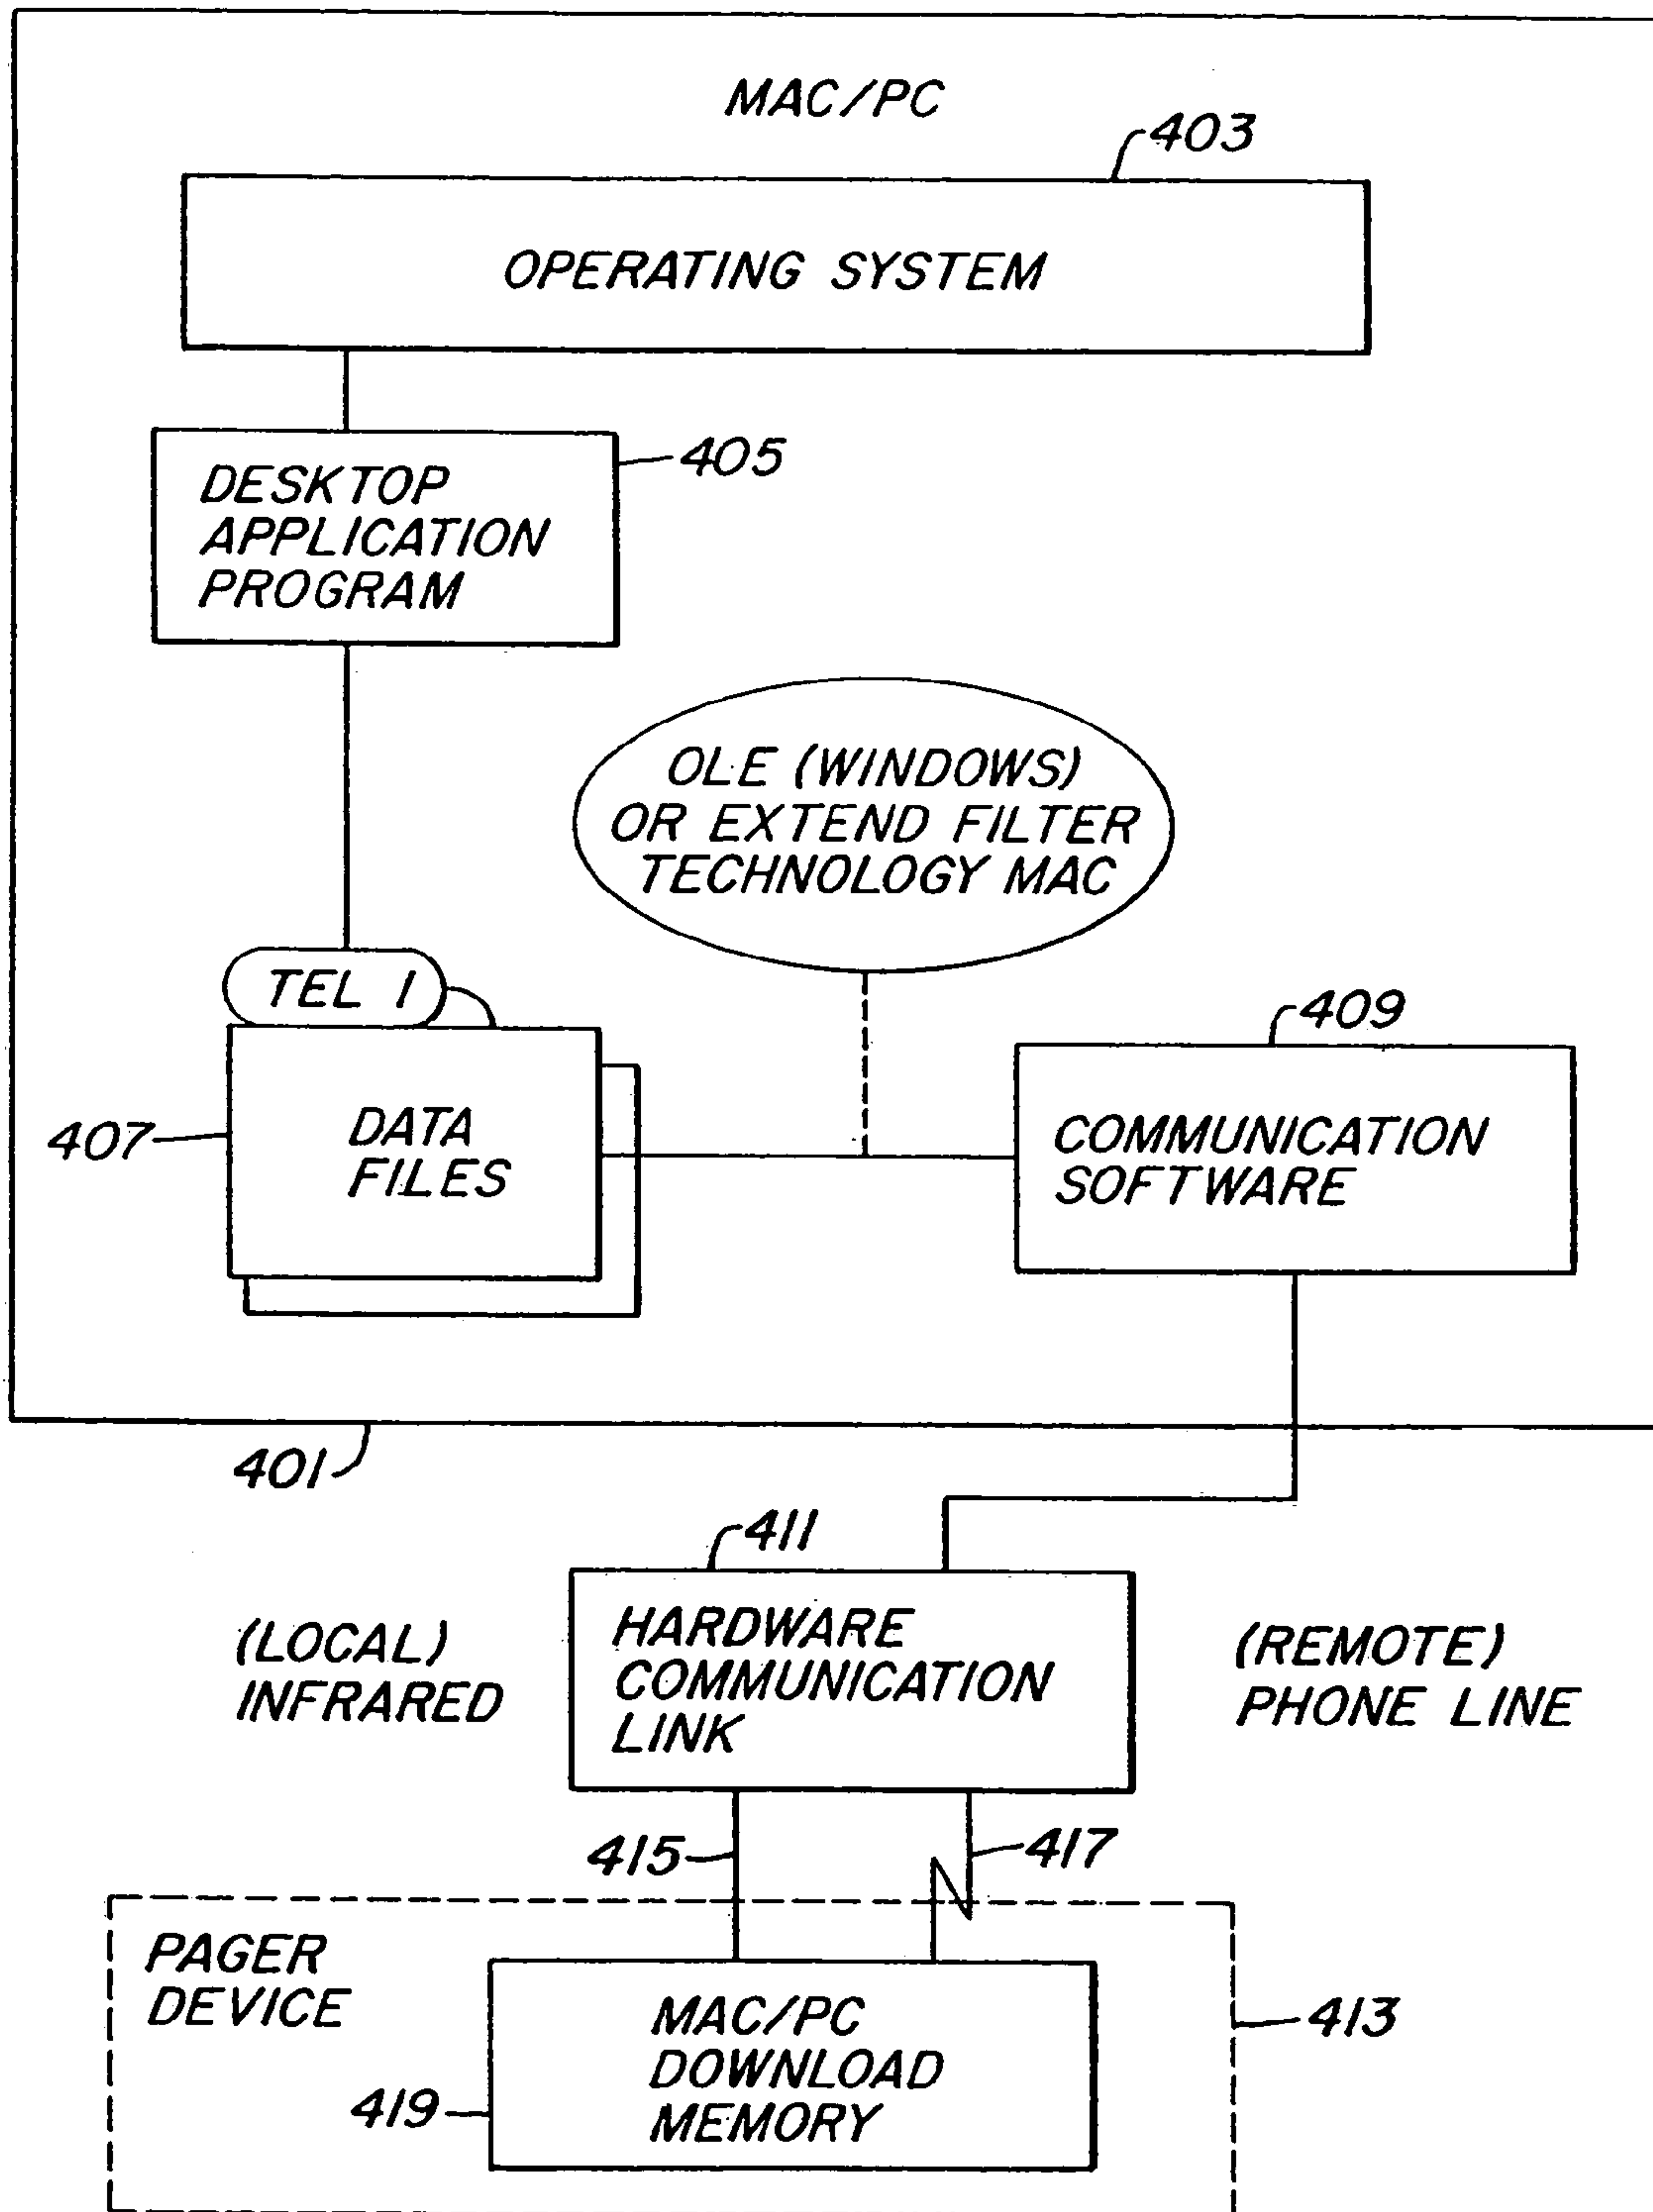 MAC/PC
403
OPERATING SYSTEM
405
DESKTOP
APPLICATION
PROGRAM
OLE (WINDOWS)
OR EXTEND FILTER
TECHNOLOGY MAC
TEL 1
409
407
DATA
FILES
COMMUNICATION
SOFTWARE
401
411
(LOCAL)
INFRARED
HARDWARE
COMMUNICATION
LINK
(REMOTE)
PHONE LINE
415
417
PAGER
DEVICE
MAC/PC
DOWNLOAD
MEMORY
413
419